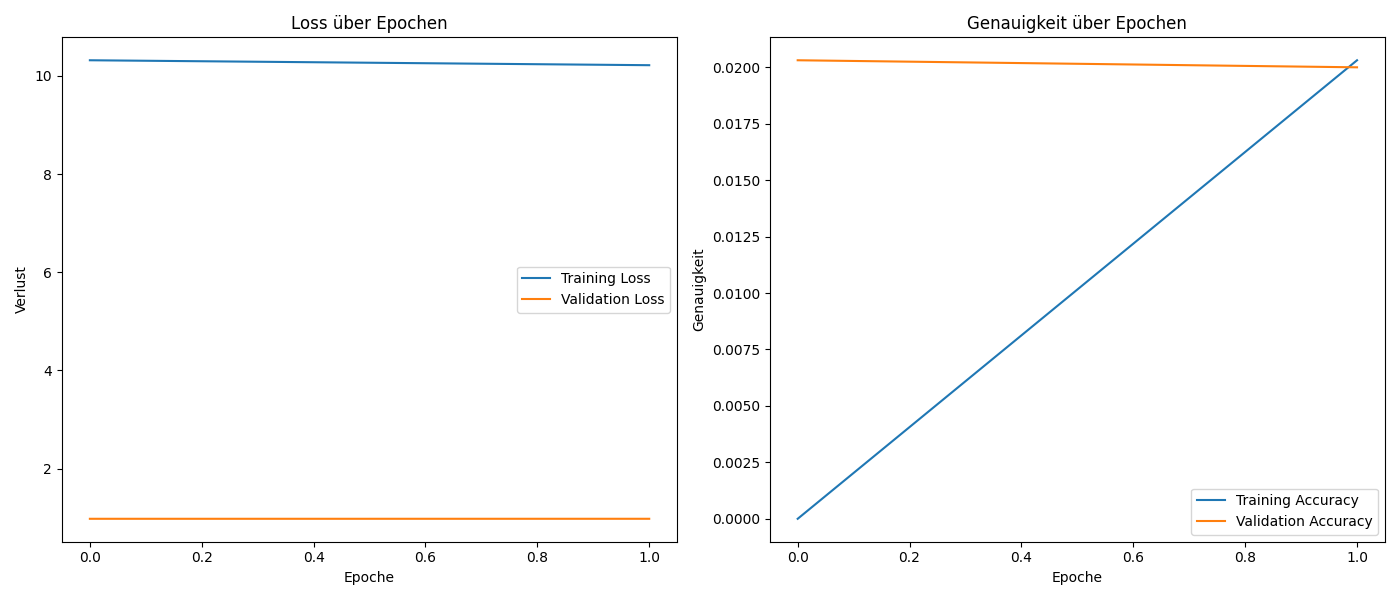 Loss über Epochen
10
8
6
4
2
Verlust
Training Loss
Validation Loss
0.0 0.2 0.4 0.6 0.8 1.0
Epoche
Genauigkeit über Epochen
0.0200
0.0175
0.0150
0.0125
0.0100
0.0075
0.0050
0.0025
0.0000
Genauigkeit
Training Accuracy
Validation Accuracy
0.0 0.2 0.4 0.6 0.8 1.0
Epoche